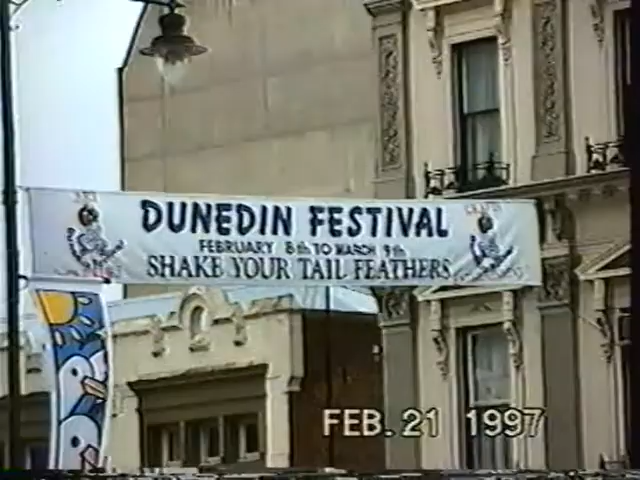 DUNEDIN FESTIVAL
FEBRUARY 8th TO MARCH 9th
SHAKE YOUR TAIL FEATHERS
FEB. 21 1997